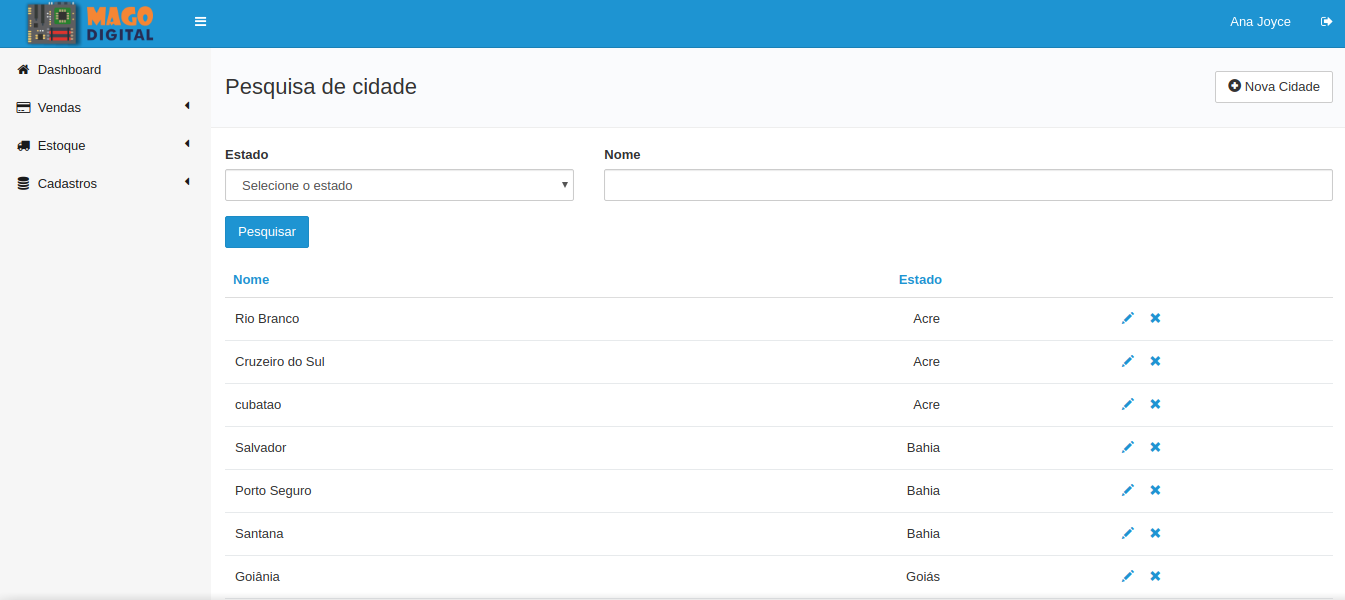 MAGO
DIGITAL
Ana Joyce
Dashboard
Vendas
Estoque
Cadastros
Pesquisa de cidade
Nova Cidade
Estado Nome
Selecione o estado
Pesquisar
Nome Estado
Rio Branco Acre
Cruzeiro do Sul Acre
cubatao Acre
Salvador Bahia
Porto Seguro Bahia
Santana Bahia
Goiânia Goiás